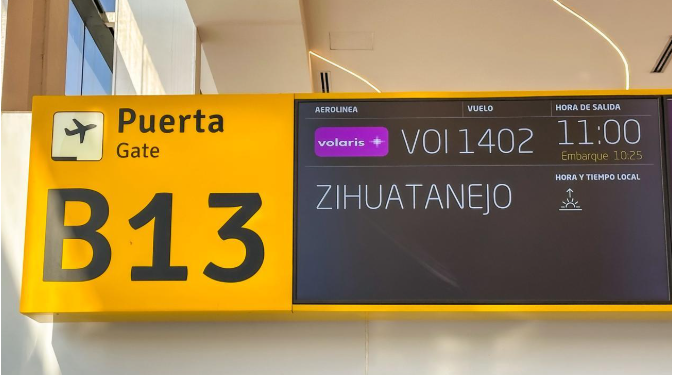 Puerta
Gate
B13
AEROLINEA VUELO HORA DE SALIDA
volaris VOI 1402 11:00
Embarque 10:25
ZIHUATANEJO
HORA Y TIEMPO LOCAL